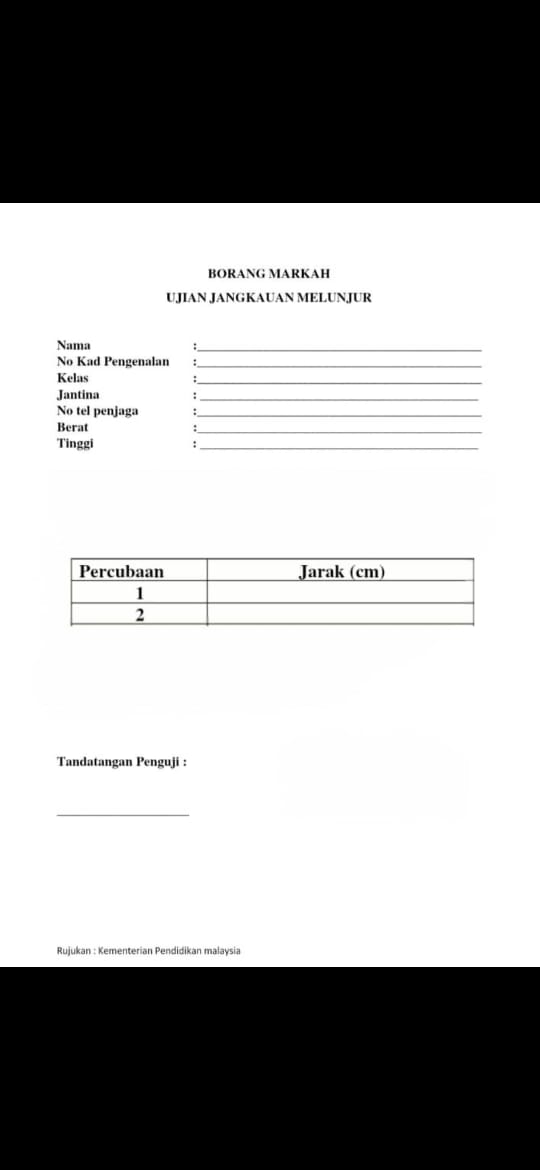 BORANG MARKAH
UJIAN JANGKAUAN MELUNJUR
Nama :
No Kad Pengenalan :
Kelas :
Jantina :
No tel penjaga :
Berat :
Tinggi :
Percubaan Jarak (cm)
1
2
Tandatangan Penguji :
Rujukan : Kementerian Pendidikan malaysia